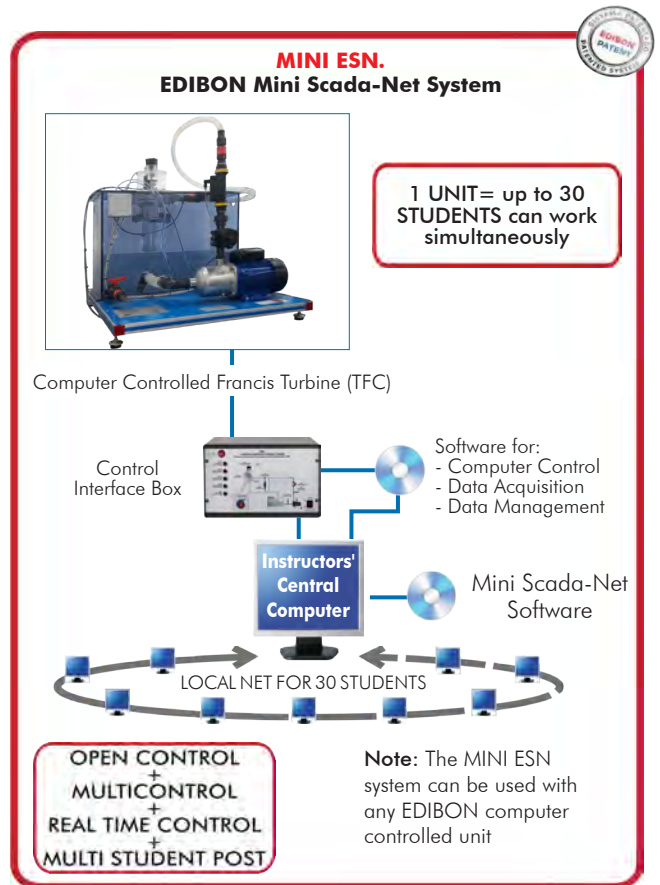 EDIBON
PATENT
MINI ESN.
EDIBON Mini Scada-Net System
1 UNIT= up to 30
STUDENTS can work
simultaneously
Computer Controlled Francis Turbine (TFC)
Control
Interface Box
Software for:
- Computer Control
- Data Acquisition
- Data Management
Instructors'
Central
Computer
Mini Scada-Net
Software
LOCAL NET FOR 30 STUDENTS
OPEN CONTROL
+
MULTICONTROL
+
REAL TIME CONTROL
+
MULTI STUDENT POST
Note: The MINI ESN
system can be used with
any EDIBON computer
controlled unit